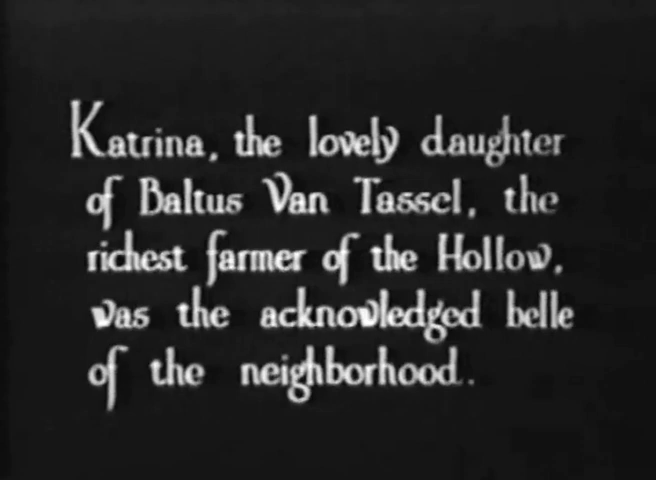 Katrina, the lovely daughter
of Baltus Van Tassel, the
richest farmer of the Hollow,
was the acknowledged belle
of the neighborhood.